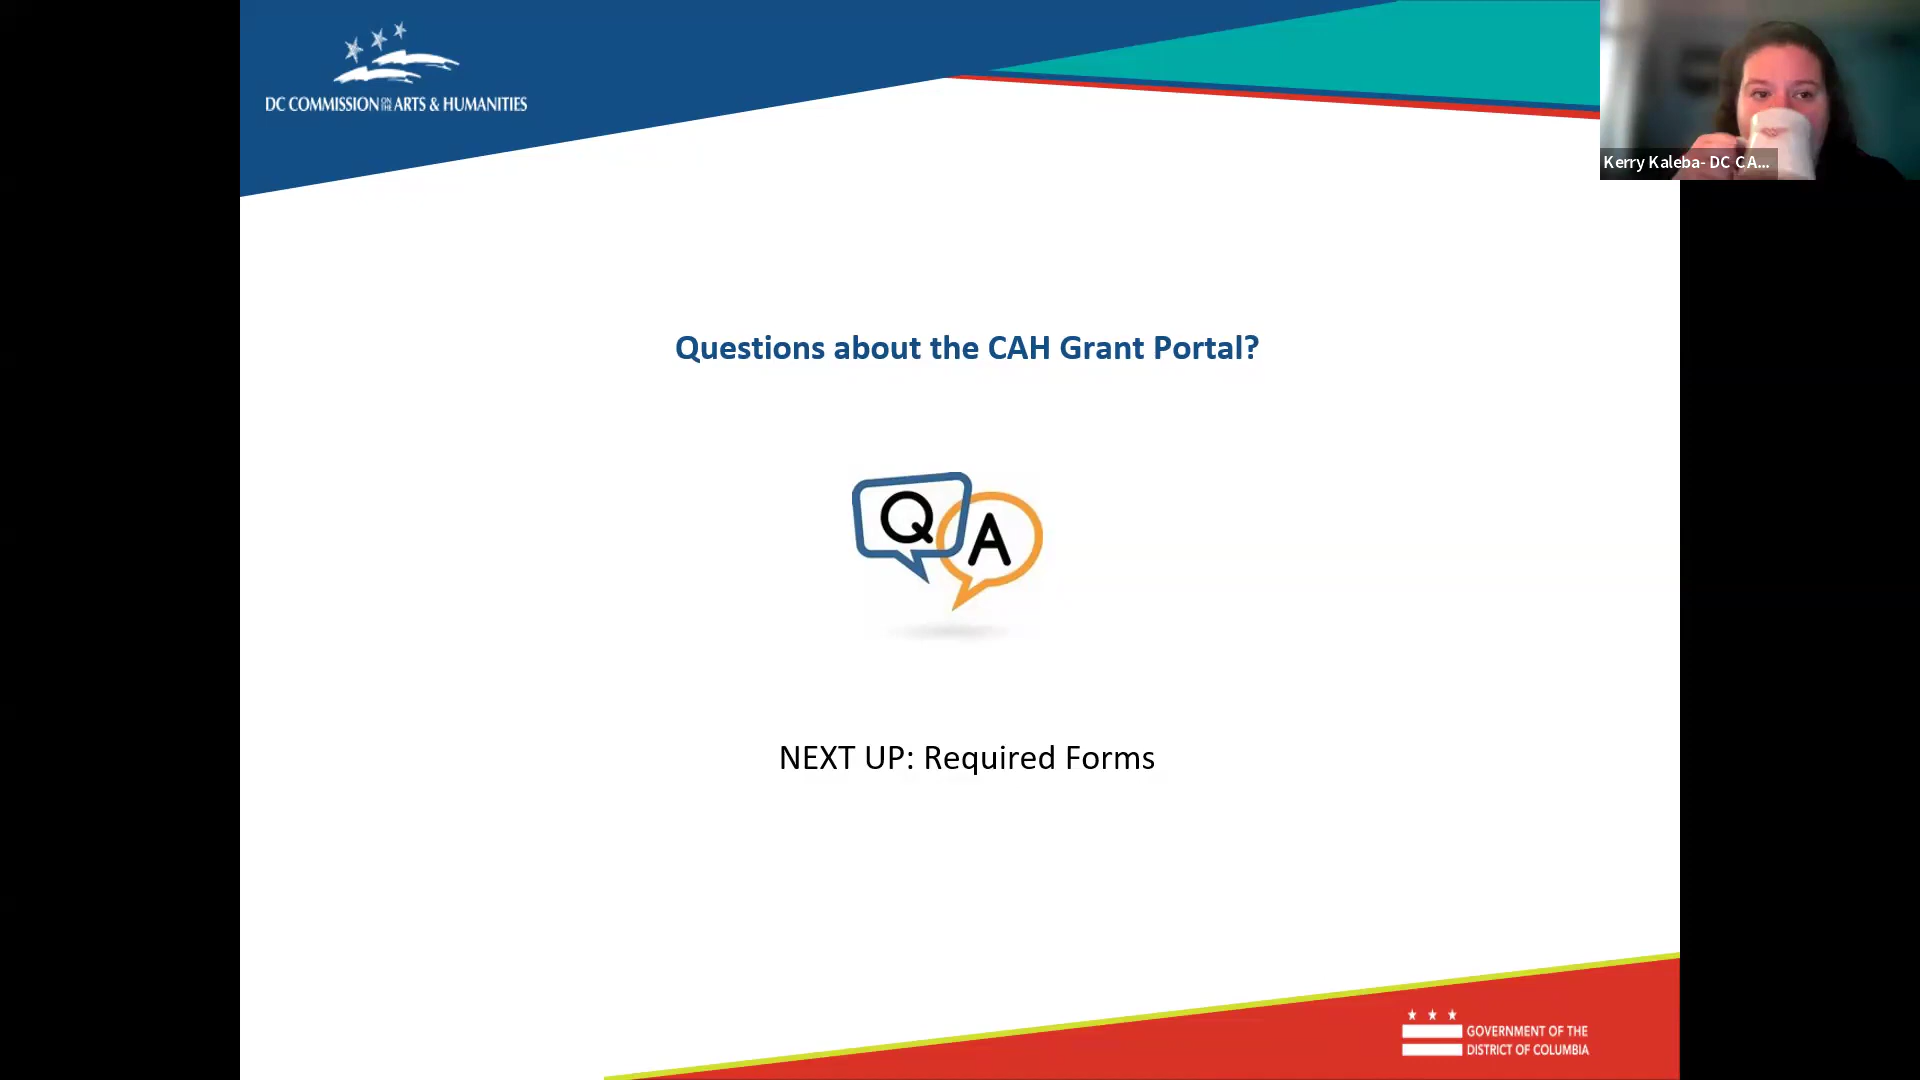 DC COMMISSION ON THE ARTS & HUMANITIES
Kerry Kaleba- DC CA...
Questions about the CAH Grant Portal?
Q
A
NEXT UP: Required Forms
GOVERNMENT OF THE
DISTRICT OF COLUMBIA